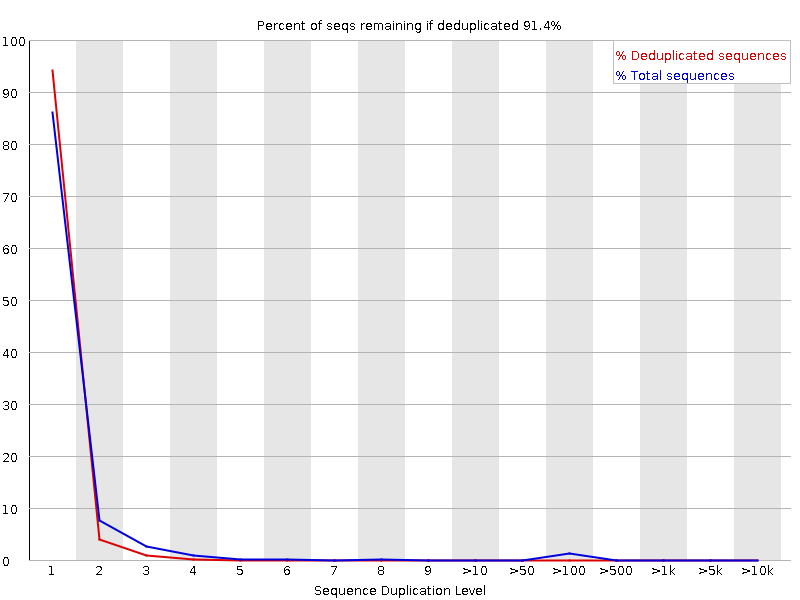 Percent of seqs remaining if deduplicated 91.4%
% Deduplicated sequences
% Total sequences
100
90
80
70
60
50
40
30
20
10
0
1 2 3 4 5 6 7 8 9 >10 >50 >100 >500 >1k >5k >10k
Sequence Duplication Level